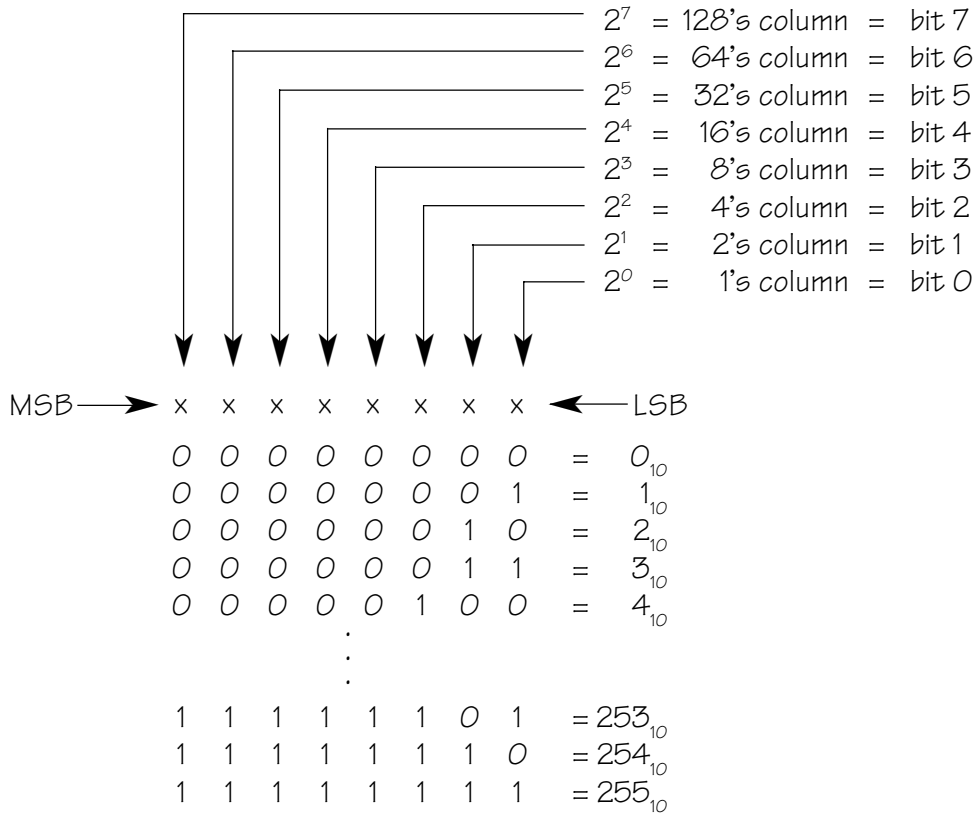 2⁷ = 128's column = bit 7
2⁶ = 64's column = bit 6
2⁵ = 32's column = bit 5
2⁴ = 16's column = bit 4
2³ = 8's column = bit 3
2² = 4's column = bit 2
2¹ = 2's column = bit 1
2⁰ = 1's column = bit 0
MSB x x x x x x x x LSB
0 0 0 0 0 0 0 0 = 0₁₀
0 0 0 0 0 0 0 1 = 1₁₀
0 0 0 0 0 0 1 0 = 2₁₀
0 0 0 0 0 0 1 1 = 3₁₀
0 0 0 0 0 1 0 0 = 4₁₀
.
.
.
1 1 1 1 1 1 0 1 = 253₁₀
1 1 1 1 1 1 1 0 = 254₁₀
1 1 1 1 1 1 1 1 = 255₁₀